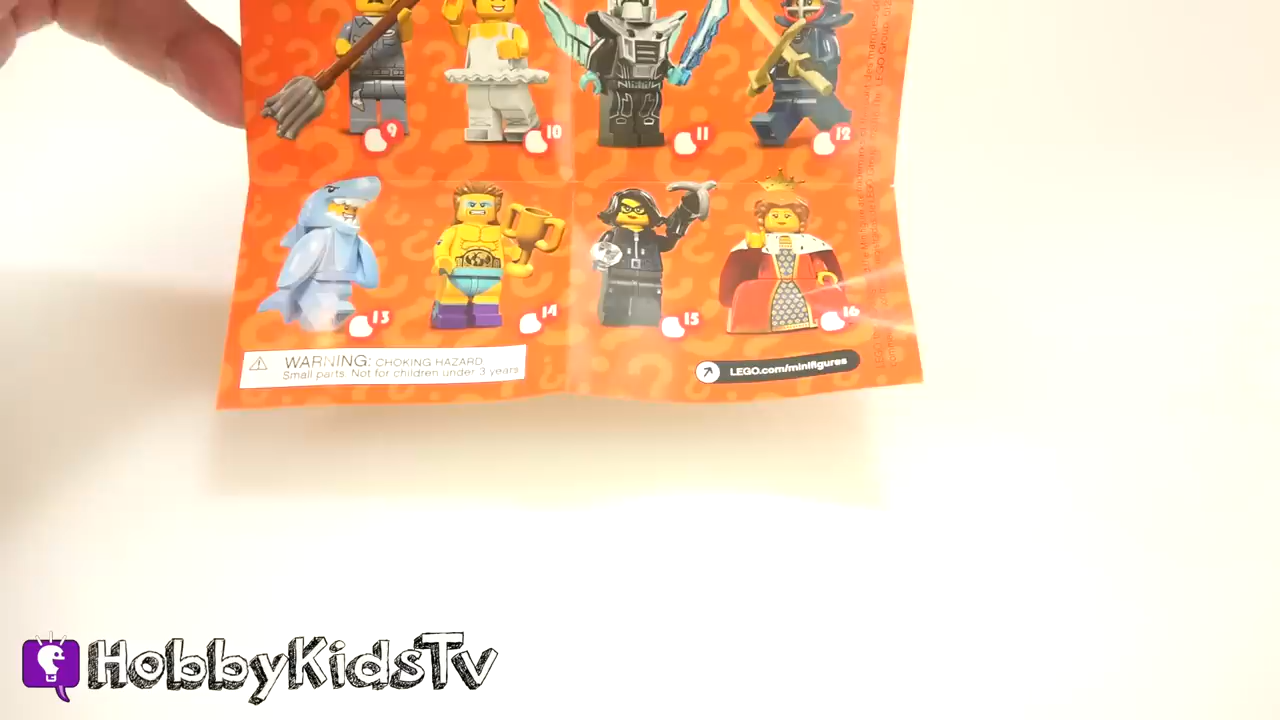 9
10
11
12
13
14
15
16
WARNING: CHOKING HAZARD
Small parts. Not for children under 3 years
LEGO.com/minifigures
HobbyKidsTv